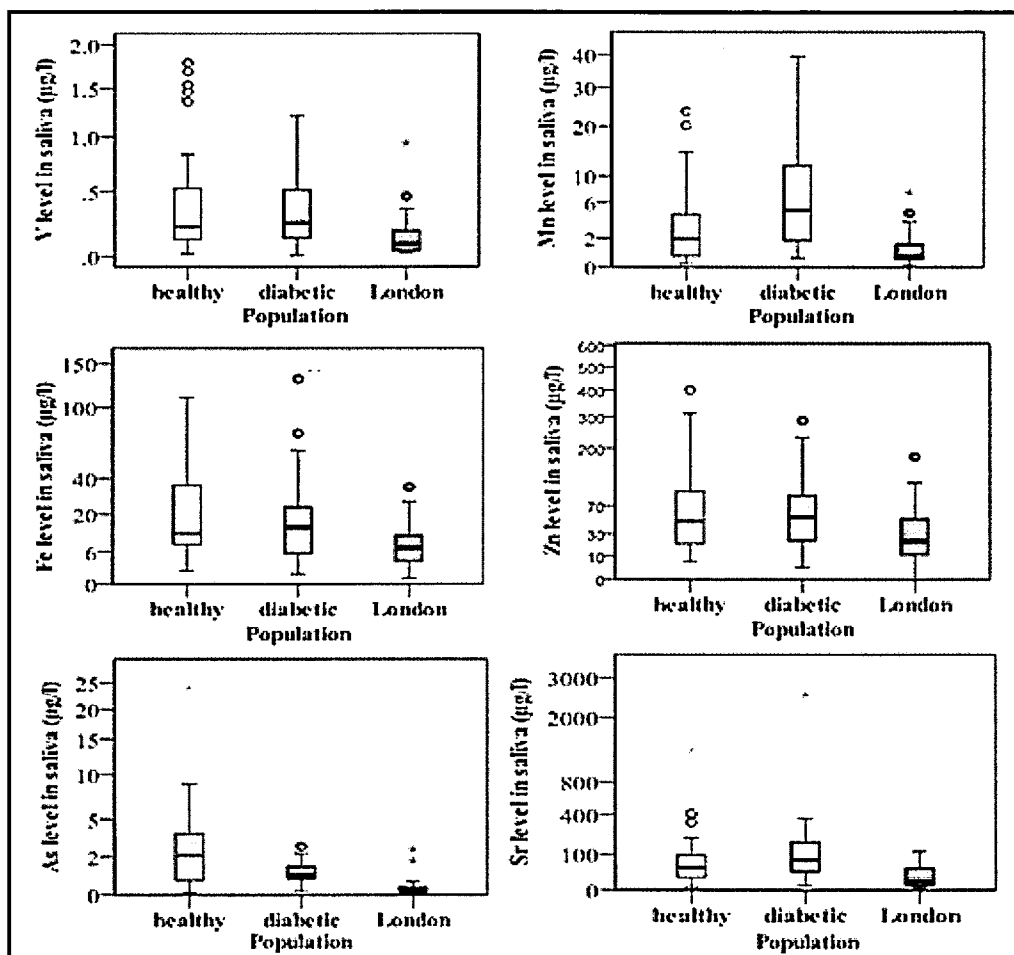 V level in saliva (µg/l)
2.0
1.5
1.0
.5
.0
healthy diabetic London
Population
Mn level in saliva (µg/l)
40
30
20
10
6
2
0
healthy diabetic London
Population
Fe level in saliva (µg/l)
150
100
40
20
6
0
healthy diabetic London
Population
Zn level in saliva (µg/l)
600
500
400
300
200
70
30
10
0
healthy diabetic London
Population
As level in saliva (µg/l)
25
20
15
10
5
2
0
healthy diabetic London
Population
Sr level in saliva (µg/l)
3000
2000
800
400
100
0
healthy diabetic London
Population